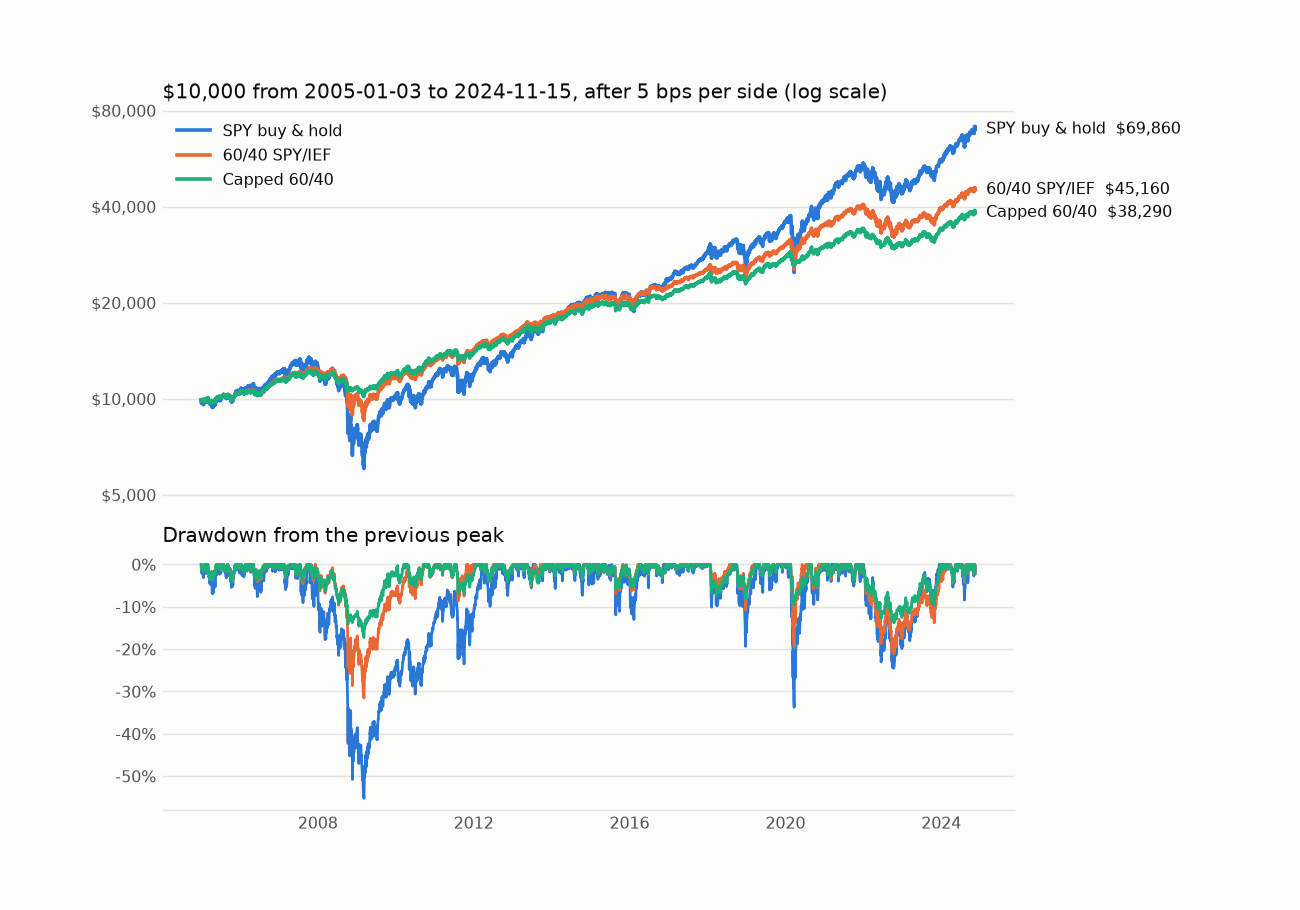 $10,000 from 2005-01-03 to 2024-11-15, after 5 bps per side (log scale)
$80,000
SPY buy & hold
60/40 SPY/IEF
Capped 60/40
SPY buy & hold $69,860
60/40 SPY/IEF $45,160
Capped 60/40 $38,290
$40,000
$20,000
$10,000
$5,000
Drawdown from the previous peak
0%
-10%
-20%
-30%
-40%
-50%
2008 2012 2016 2020 2024